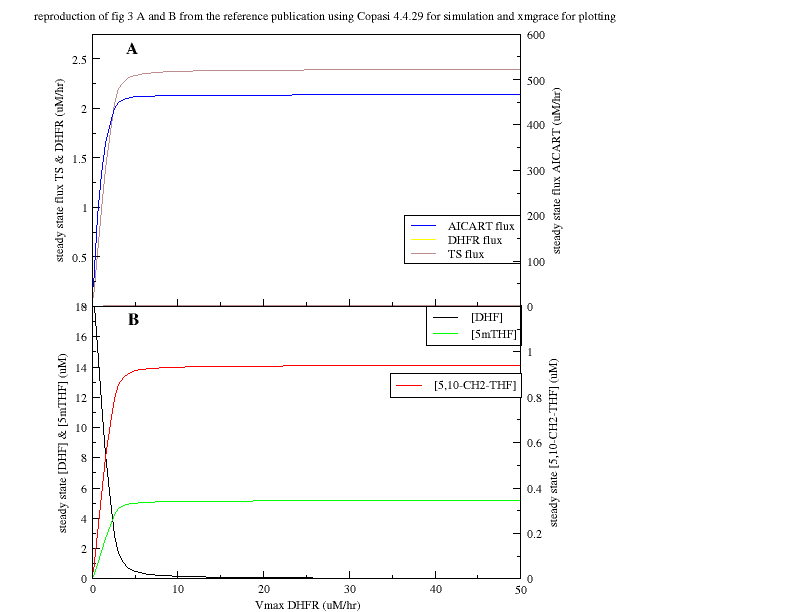 reproduction of fig 3 A and B from the reference publication using Copasi 4.4.29 for simulation and xmgrace for plotting
A
steady state flux TS & DHFR (uM/hr)
2.5
2
1.5
1
0.5
600
500
400
300
200
100
0
steady state flux AICART (uM/hr)
AICART flux
DHFR flux
TS flux
B
steady state [DHF] & [5mTHF] (uM)
18
16
14
12
10
8
6
4
2
0
[DHF]
[5mTHF]
[5,10-CH2-THF]
1
0.8
0.6
0.4
0.2
0
steady state [5,10-CH2-THF] (uM)
0 10 20 30 40 50
Vmax DHFR (uM/hr)